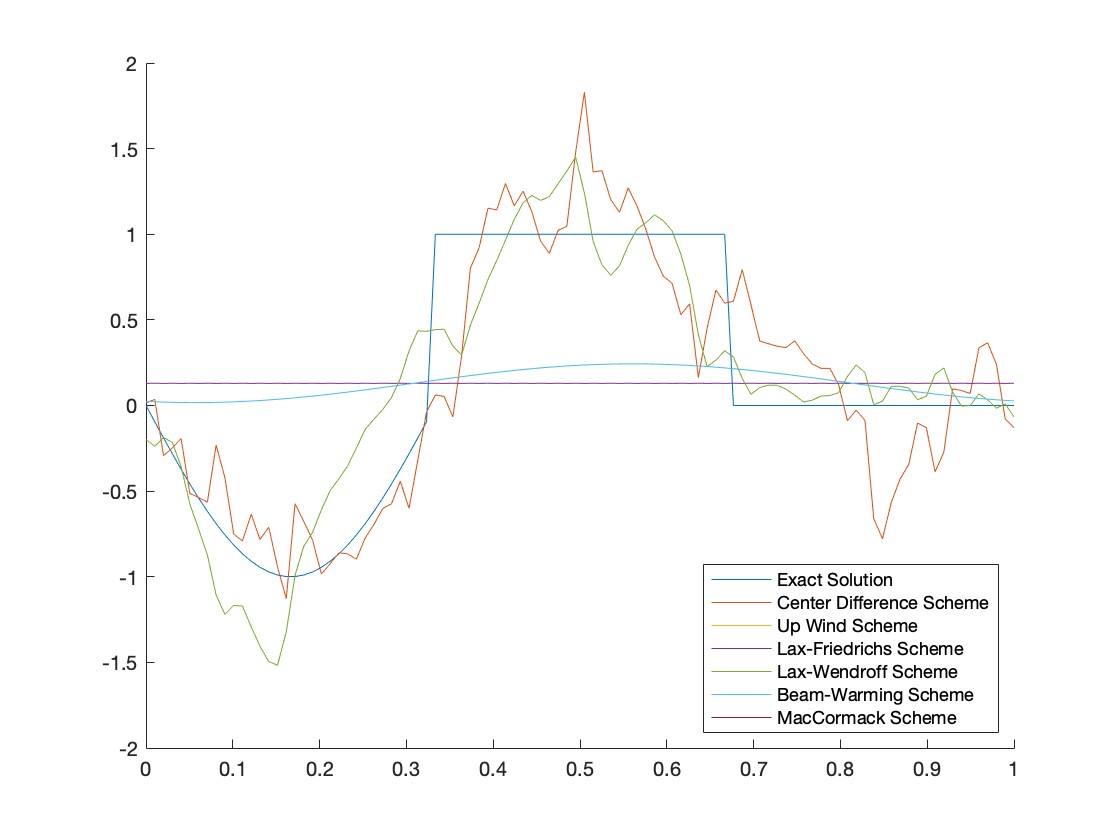 2
1.5
1
0.5
0
-0.5
-1
-1.5
-2
0 0.1 0.2 0.3 0.4 0.5 0.6 0.7 0.8 0.9 1
Exact Solution
Center Difference Scheme
Up Wind Scheme
Lax-Friedrichs Scheme
Lax-Wendroff Scheme
Beam-Warming Scheme
MacCormack Scheme